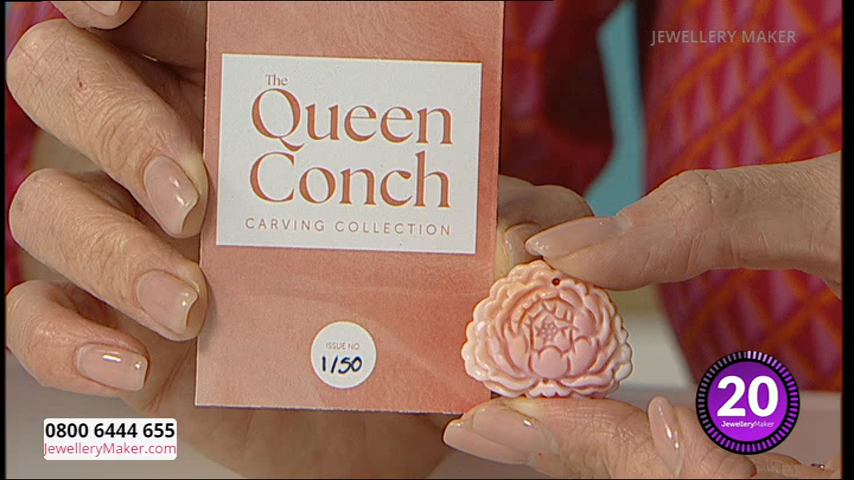 JEWELLERY MAKER
The
Queen
Conch
CARVING COLLECTION
ISSUE NO.
1/50
0800 6444 655
JewelleryMaker.com
20
JewelleryMaker